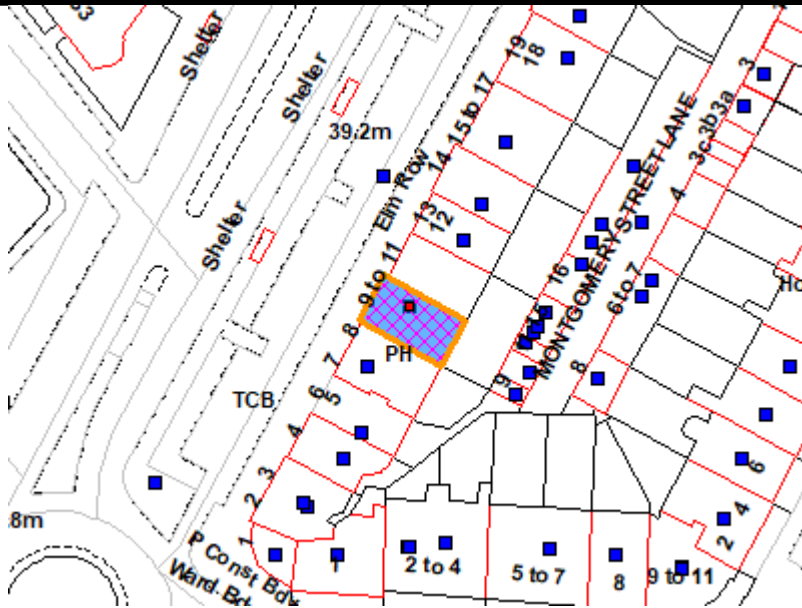 Shelter
Shelter
Shelter
39.2m
Elm Row
19
18
15 to 17
14
13
12
9 to 11
8
7
6
5
4
3
2
1
PH
TCB
MONTGOMERY STREET LANE
3
3a
3b
3c
4
6 to 7
8
16
9
Ho
6
4
2
8m
P Const Bdy
Ward Bdy
1
2 to 4
5 to 7
8
9 to 11